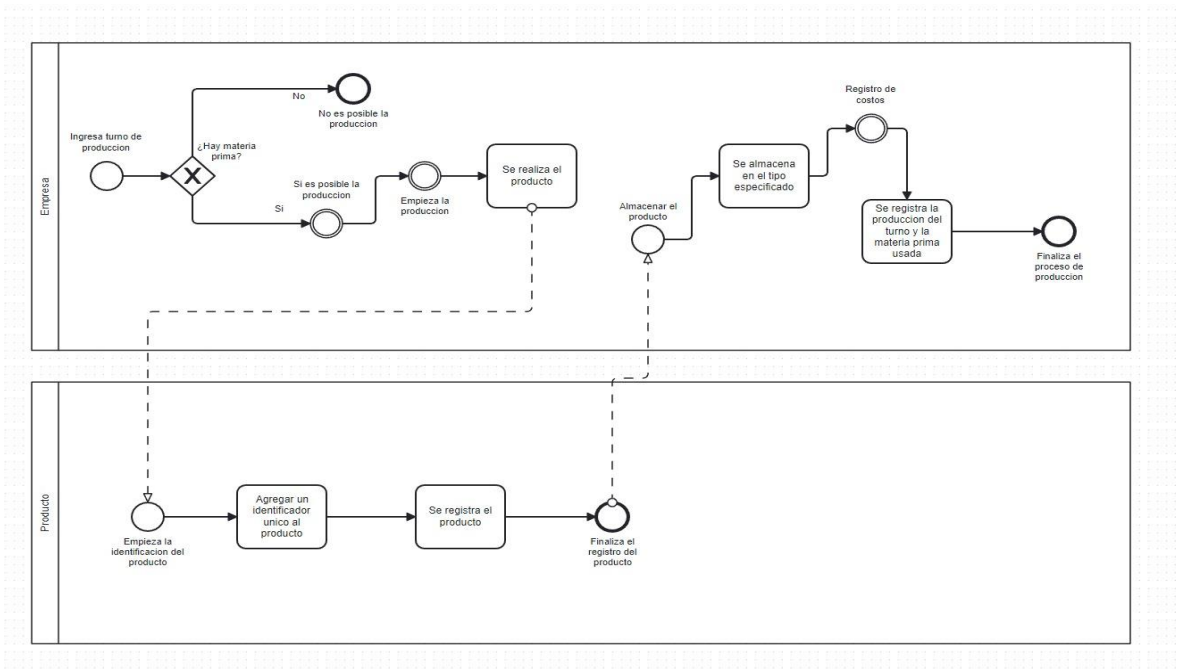 Empresa
Ingresa turno de
produccion
¿Hay materia
prima?
No
No es posible la
produccion
Si
Si es posible la
produccion
Empieza la
produccion
Se realiza el
producto
Almacenar el
producto
Se almacena
en el tipo
especificado
Registro de
costos
Se registra la
produccion del
turno y la
materia prima
usada
Finaliza el
proceso de
produccion
Producto
Empieza la
identificacion del
producto
Agregar un
identificador
unico al
producto
Se registra el
producto
Finaliza el
registro del
producto